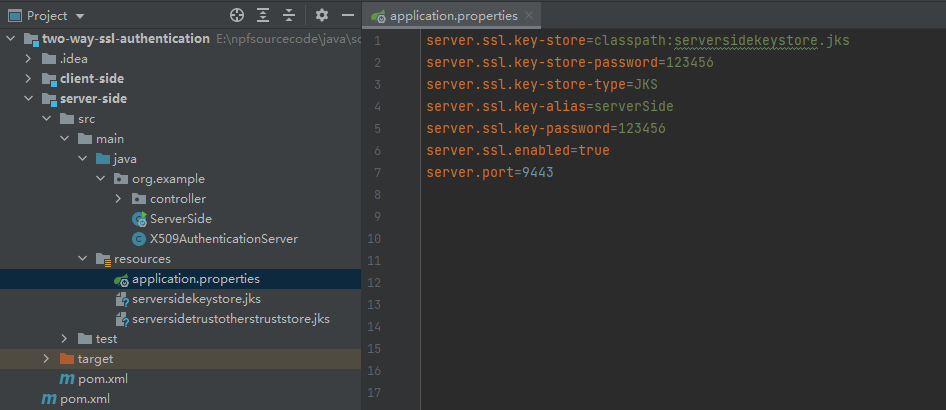 Project
two-way-ssl-authentication E:\npfsourcecode\java\sc
.idea
client-side
server-side
src
main
java
org.example
controller
ServerSide
X509AuthenticationServer
resources
application.properties
serversidekeystore.jks
serversidetrustotherstruststore.jks
test
target
pom.xml
pom.xml
application.properties
1 server.ssl.key-store=classpath:serversidekeystore.jks
2 server.ssl.key-store-password=123456
3 server.ssl.key-store-type=JKS
4 server.ssl.key-alias=serverSide
5 server.ssl.key-password=123456
6 server.ssl.enabled=true
7 server.port=9443
8
9
10
11
12
13
14
15
16
17